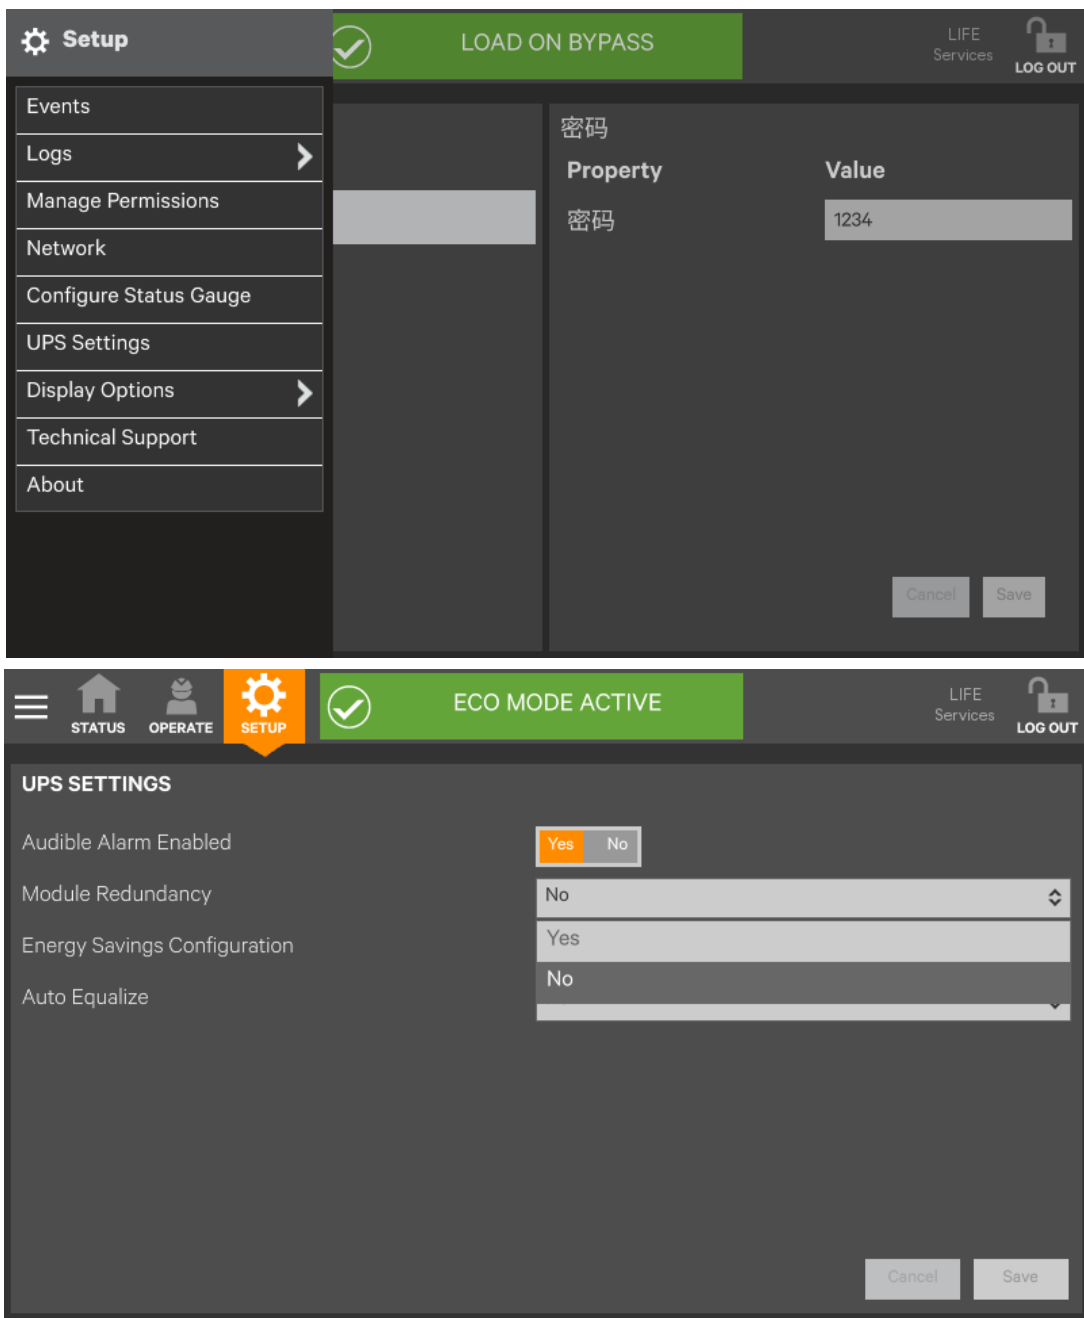 Setup
LOAD ON BYPASS
LIFE
Services
LOG OUT
Events
Logs
Manage Permissions
Network
Configure Status Gauge
UPS Settings
Display Options
Technical Support
About
密码
Property Value
密码 1234
Cancel Save
STATUS OPERATE SETUP
ECO MODE ACTIVE
LIFE
Services
LOG OUT
UPS SETTINGS
Audible Alarm Enabled Yes No
Module Redundancy No
Yes
Energy Savings Configuration
No
Auto Equalize
Cancel Save